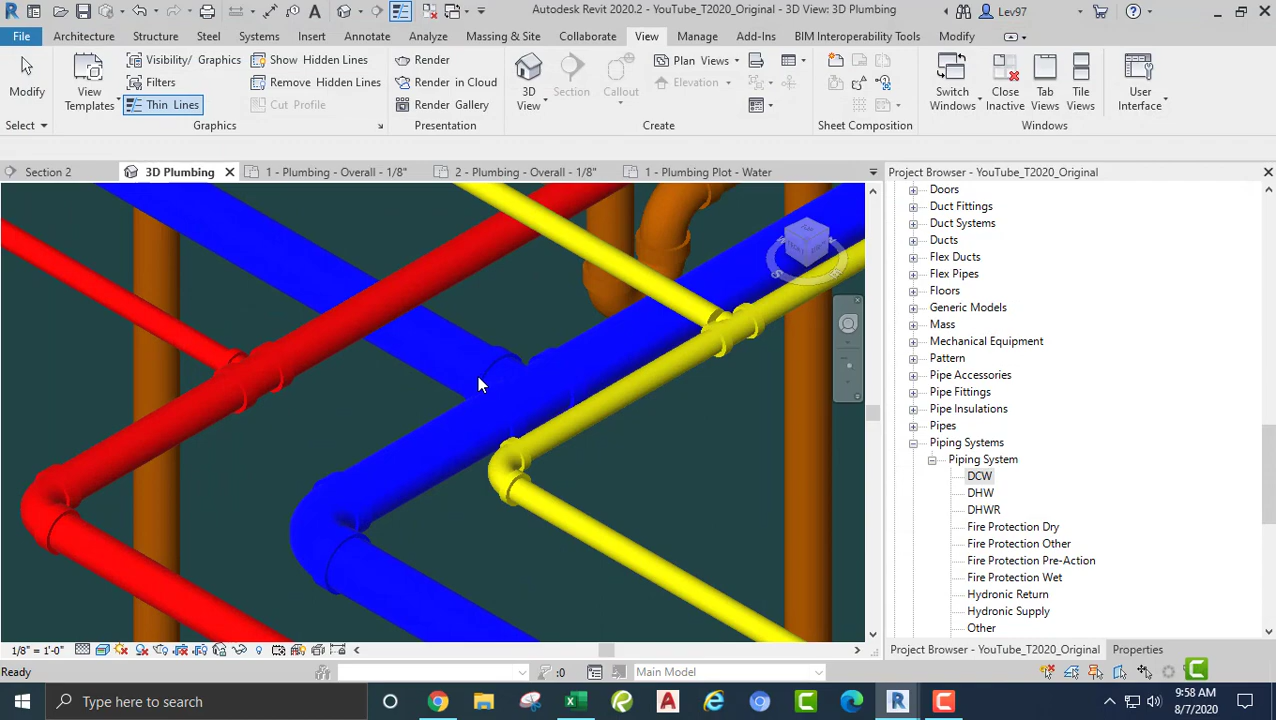 Autodesk Revit 2020.2 - YouTube_T2020_Original - 3D View: 3D Plumbing
Lev97
File
Architecture
Structure
Steel
Systems
Insert
Annotate
Analyze
Massing & Site
Collaborate
View
Manage
Add-Ins
BIM Interoperability Tools
Modify
Modify
View Templates
Visibility/ Graphics
Filters
Thin Lines
Show Hidden Lines
Remove Hidden Lines
Cut Profile
Render
Render in Cloud
Render Gallery
3D View
Section
Callout
Plan Views
Elevation
Switch Windows
Close Inactive
Tab Views
Tile Views
User Interface
Select
Graphics
Presentation
Create
Sheet Composition
Windows
Section 2
3D Plumbing
1 - Plumbing - Overall - 1/8"
2 - Plumbing - Overall - 1/8"
1 - Plumbing Plot - Water
Project Browser - YouTube_T2020_Original
Doors
Duct Fittings
Duct Systems
Ducts
Flex Ducts
Flex Pipes
Floors
Generic Models
Mass
Mechanical Equipment
Pattern
Pipe Accessories
Pipe Fittings
Pipe Insulations
Pipes
Piping Systems
Piping System
DCW
DHW
DHWR
Fire Protection Dry
Fire Protection Other
Fire Protection Pre-Action
Fire Protection Wet
Hydronic Return
Hydronic Supply
Other
1/8" = 1'-0"
Project Browser - YouTube_T2020_Original
Properties
Ready
:0
Main Model
Type here to search
9:58 AM
8/7/2020